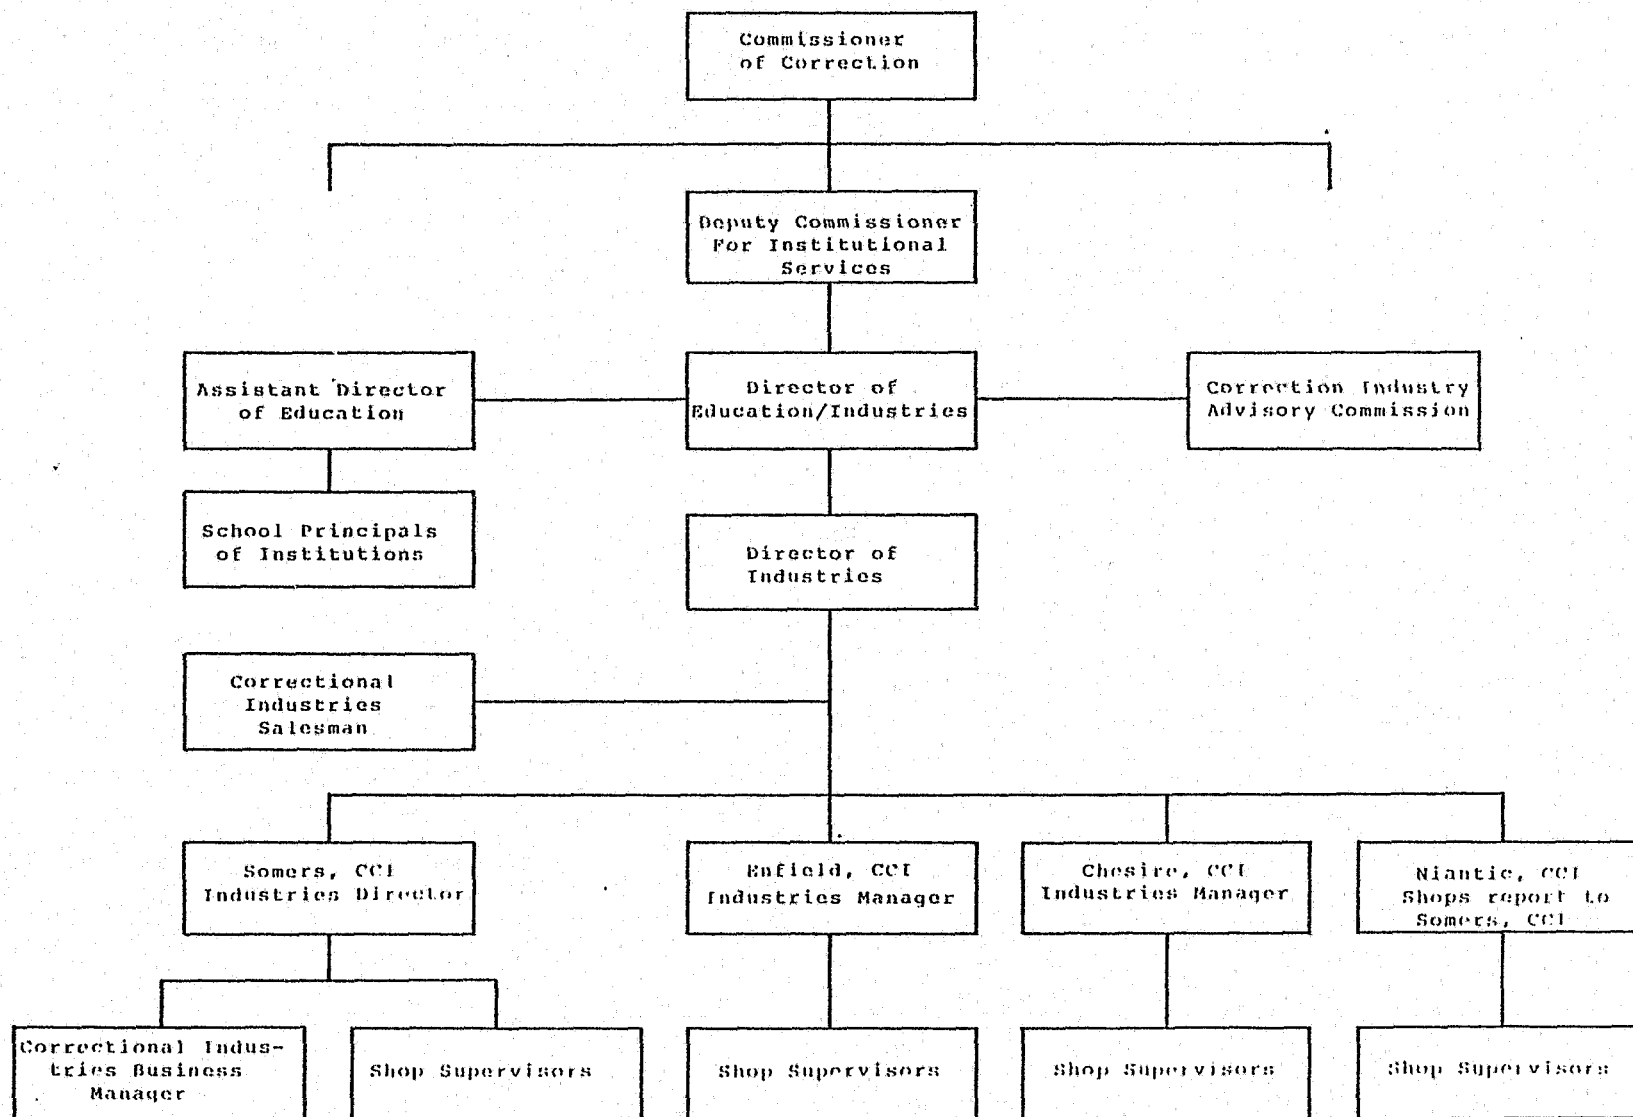 Commissioner
of Correction
Deputy Commissioner
For Institutional
Services
Assistant Director
of Education
Director of
Education/Industries
Correction Industry
Advisory Commission
School Principals
of Institutions
Director of
Industries
Correctional
Industries
Salesman
Somers, CCI
Industries Director
Enfield, CCI
Industries Manager
Chesire, CCI
Industries Manager
Niantic, CCI
Shops report to
Somers, CCI
Correctional Indus-
tries Business
Manager
Shop Supervisors
Shop Supervisors
Shop Supervisors
Shop Supervisors